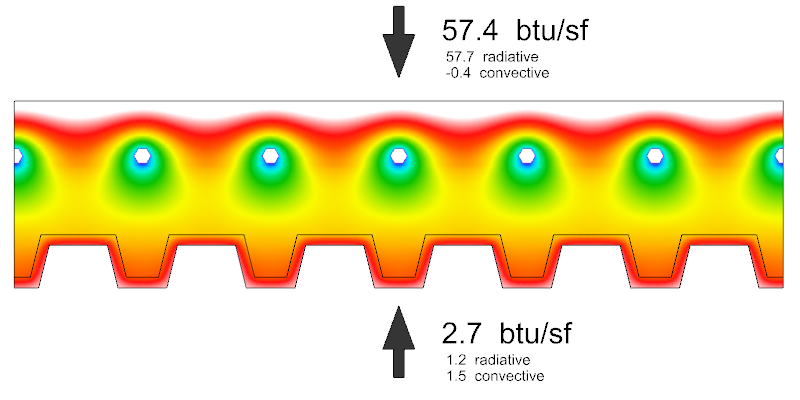 57.4 btu/sf
57.7 radiative
-0.4 convective
2.7 btu/sf
1.2 radiative
1.5 convective